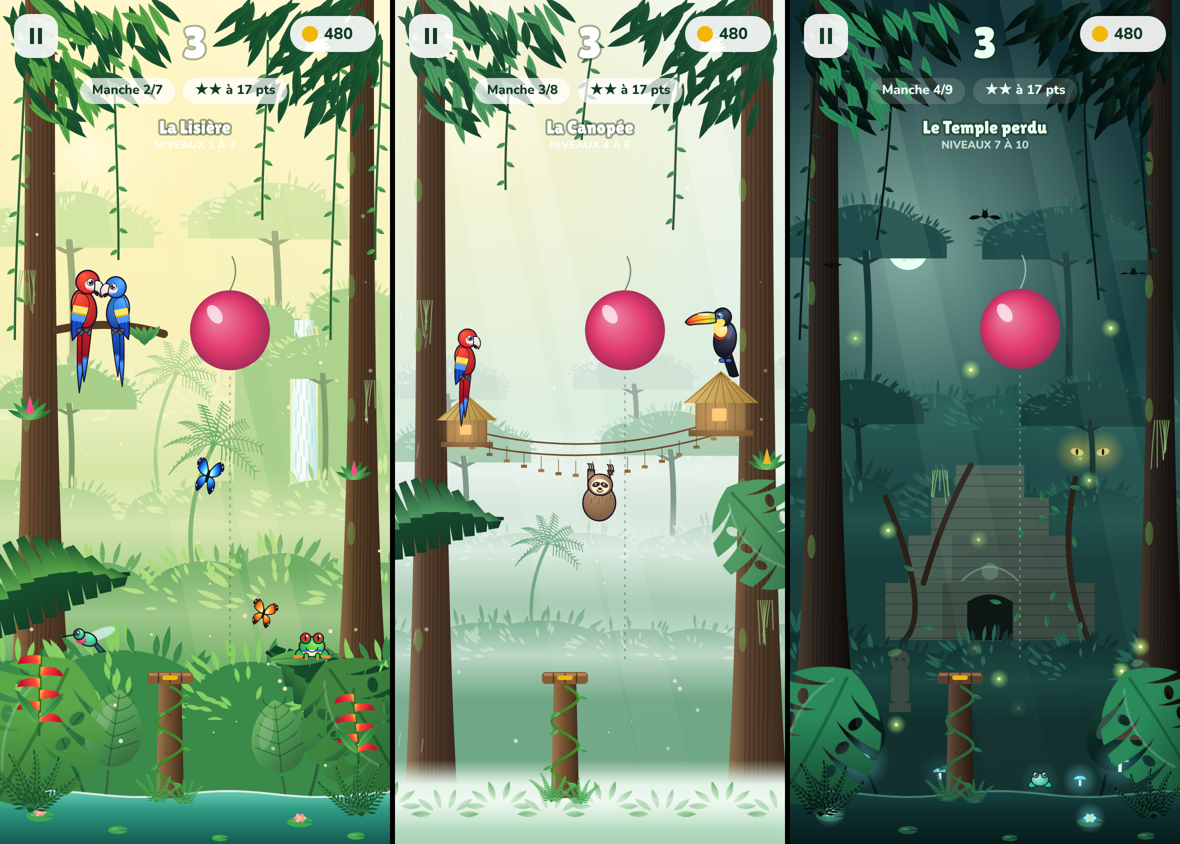 3
480
Manche 2/7
★★ à 17 pts
La Lisière
NIVEAUX 1 À 3
3
480
Manche 3/8
★★ à 17 pts
La Canopée
NIVEAUX 4 À 6
3
480
Manche 4/9
★★ à 17 pts
Le Temple perdu
NIVEAUX 7 À 10